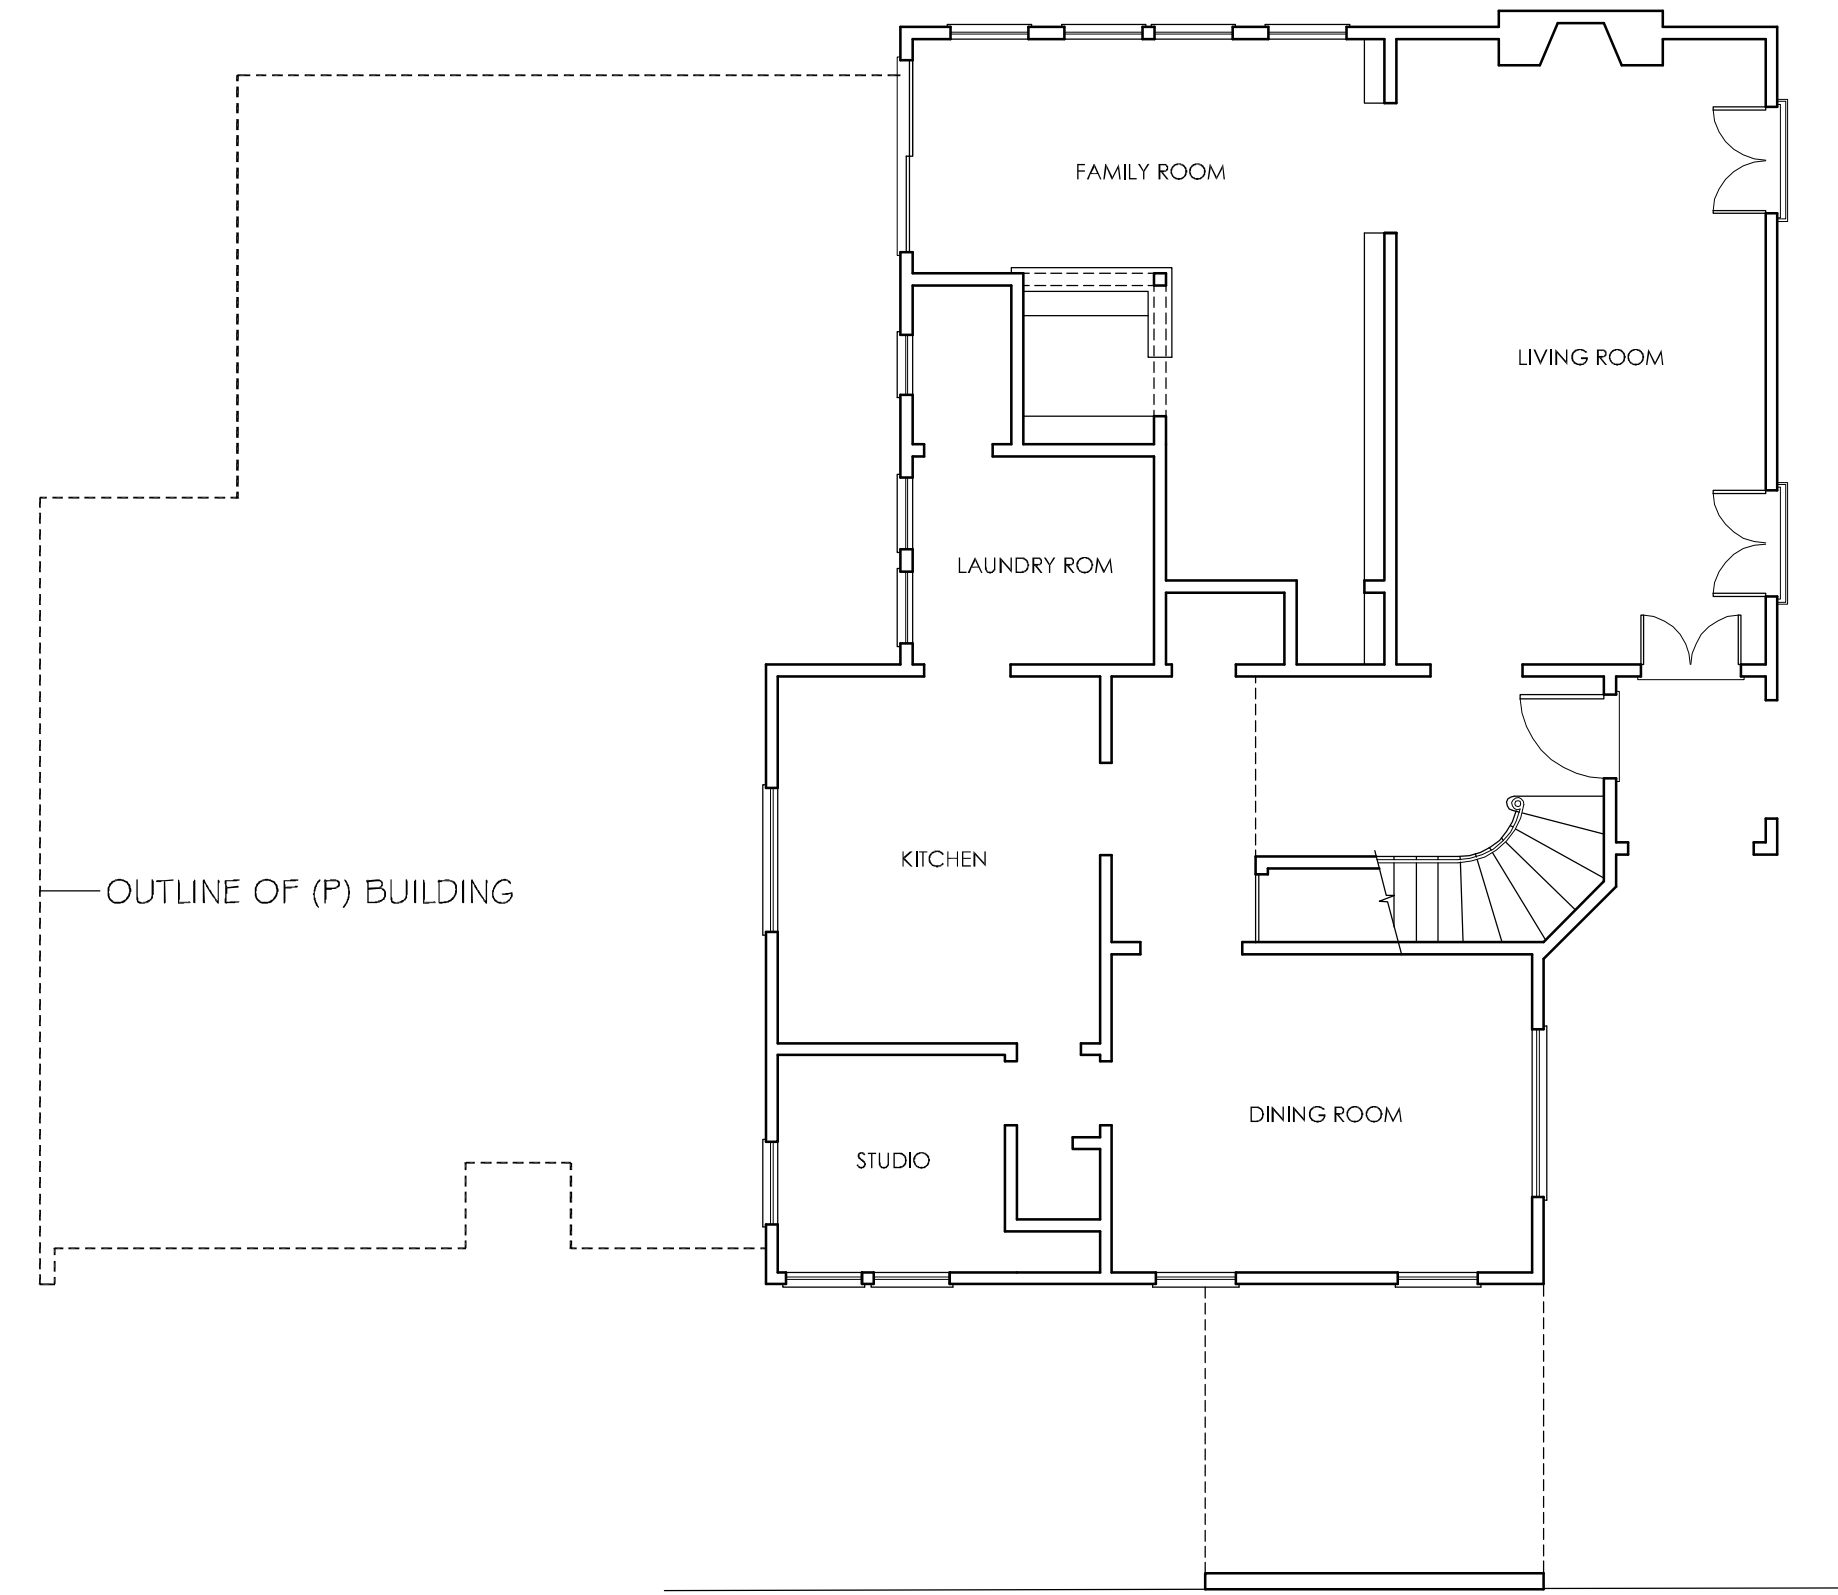 FAMILY ROOM
LIVING ROOM
LAUNDRY ROM
KITCHEN
OUTLINE OF (P) BUILDING
DINING ROOM
STUDIO